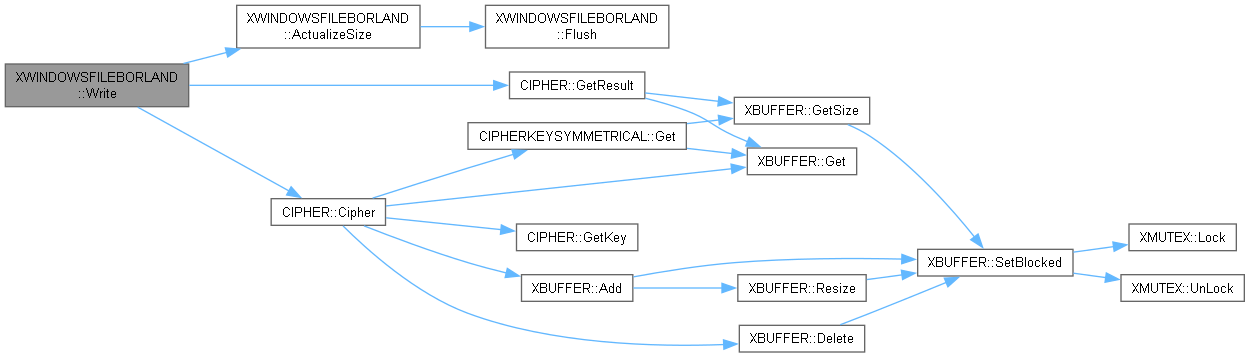 XWINDOWSFILEBORLAND
::ActualizeSize
XWINDOWSFILEBORLAND
::Flush
XWINDOWSFILEBORLAND
::Write
CIPHER::GetResult
XBUFFER::GetSize
CIPHERKEYSYMMETRICAL::Get
XBUFFER::Get
CIPHER::Cipher
CIPHER::GetKey
XMUTEX::Lock
XBUFFER::SetBlocked
XBUFFER::Add
XBUFFER::Resize
XMUTEX::UnLock
XBUFFER::Delete